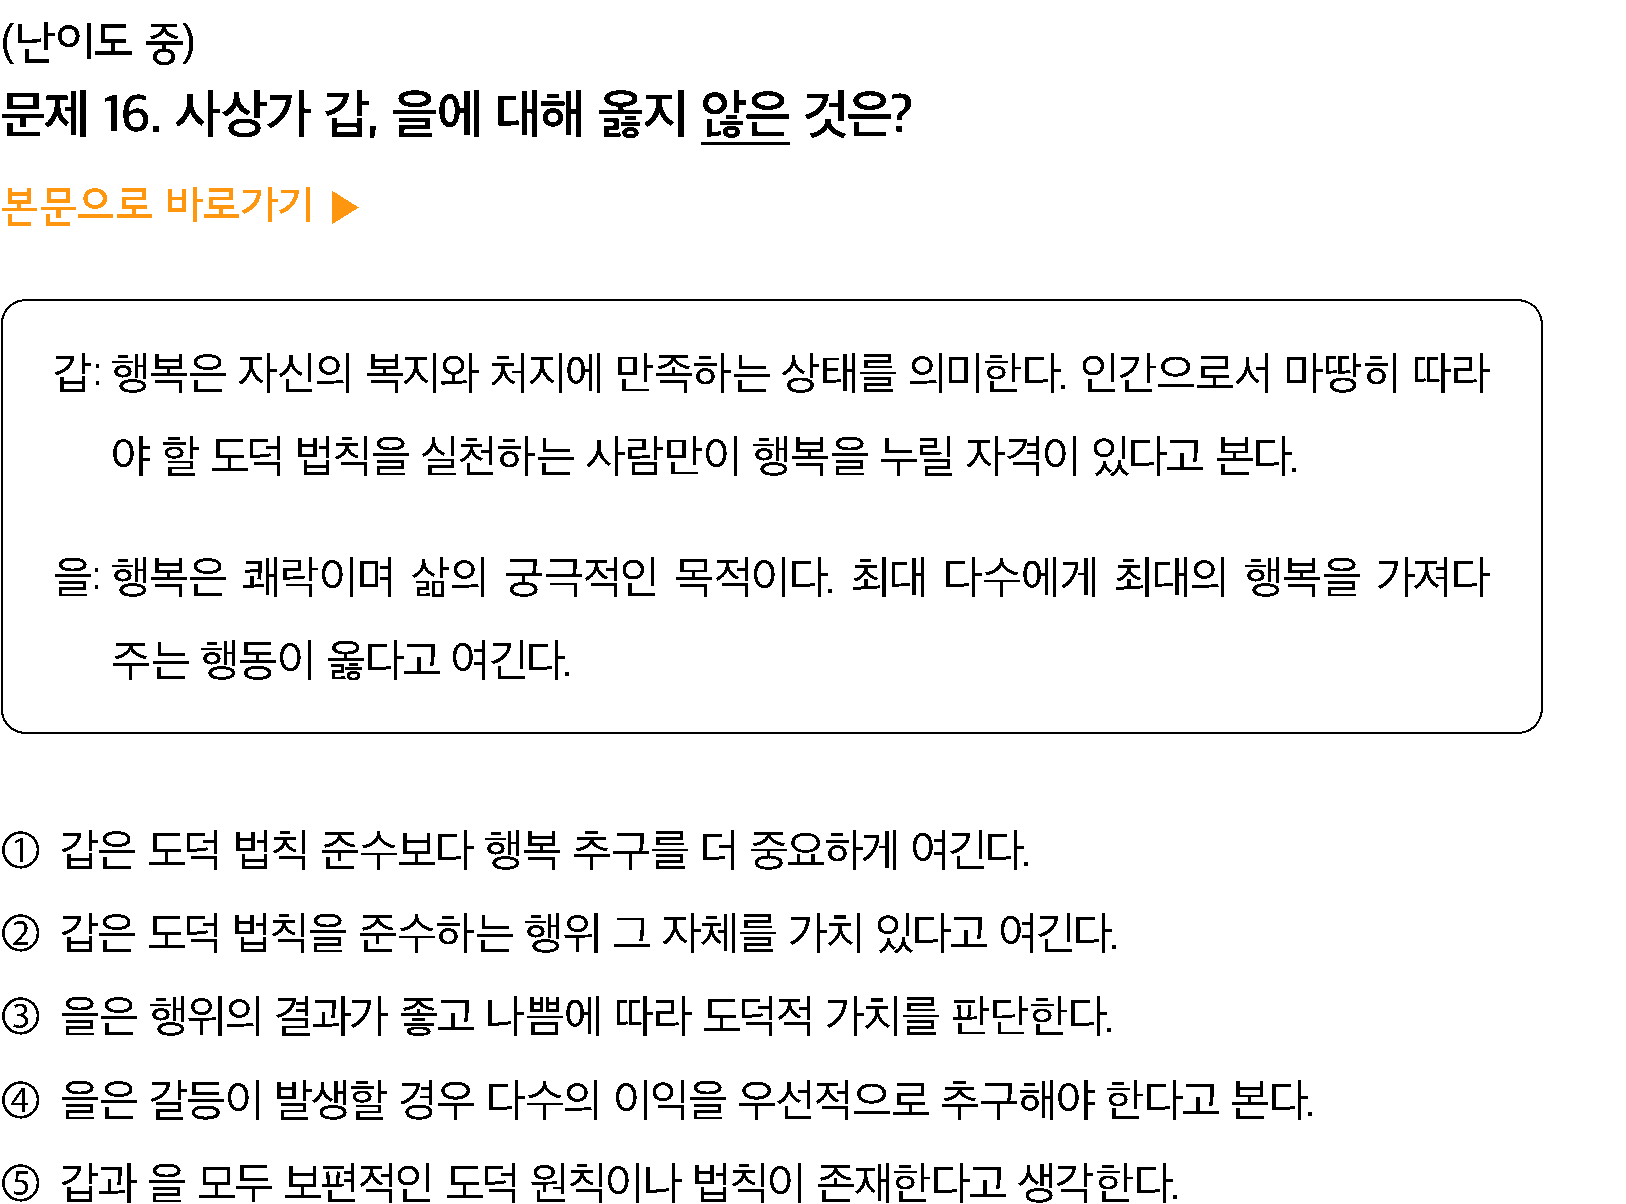 (난이도 중)
문제 16. 사상가 갑, 을에 대해 옳지 않은 것은?
본문으로 바로가기 ▶
갑: 행복은 자신의 복지와 처지에 만족하는 상태를 의미한다. 인간으로서 마땅히 따라
야 할 도덕 법칙을 실천하는 사람만이 행복을 누릴 자격이 있다고 본다.
을: 행복은 쾌락이며 삶의 궁극적인 목적이다. 최대 다수에게 최대의 행복을 가져다
주는 행동이 옳다고 여긴다.
① 갑은 도덕 법칙 준수보다 행복 추구를 더 중요하게 여긴다.
② 갑은 도덕 법칙을 준수하는 행위 그 자체를 가치 있다고 여긴다.
③ 을은 행위의 결과가 좋고 나쁨에 따라 도덕적 가치를 판단한다.
④ 을은 갈등이 발생할 경우 다수의 이익을 우선적으로 추구해야 한다고 본다.
⑤ 갑과 을 모두 보편적인 도덕 원칙이나 법칙이 존재한다고 생각한다.